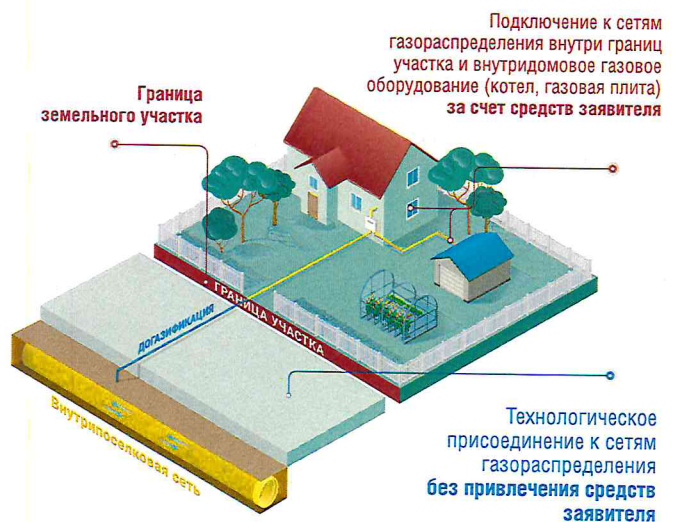 Подключение к сетям
газораспределения внутри границ
участка и внутридомовое газовое
оборудование (котел, газовая плита)
за счет средств заявителя
Граница
земельного участка
• ГРАНИЦА УЧАСТКА
ДОГАЗИФИКАЦИЯ
Внутрипоселковая сеть
Технологическое
присоединение к сетям
газораспределения
без привлечения средств
заявителя